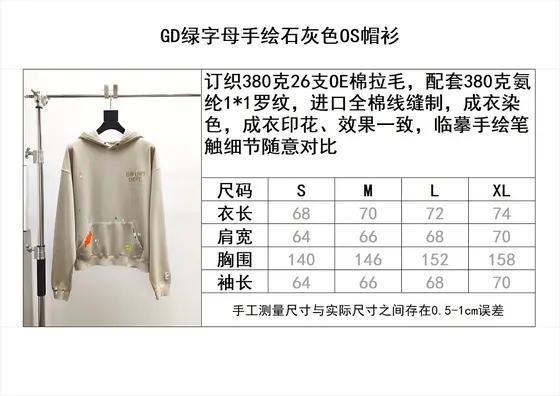 GD绿字母手绘石灰色OS帽衫
订织380克26支OE棉拉毛，配套380克氨
纶1*1罗纹，进口全棉线缝制，成衣染
色，成衣印花、效果一致，临摹手绘笔
触细节随意对比
尺码 S M L XL
衣长 68 70 72 74
肩宽 64 66 68 70
胸围 140 146 152 158
袖长 64 66 68 70
手工测量尺寸与实际尺寸之间存在0.5-1cm误差